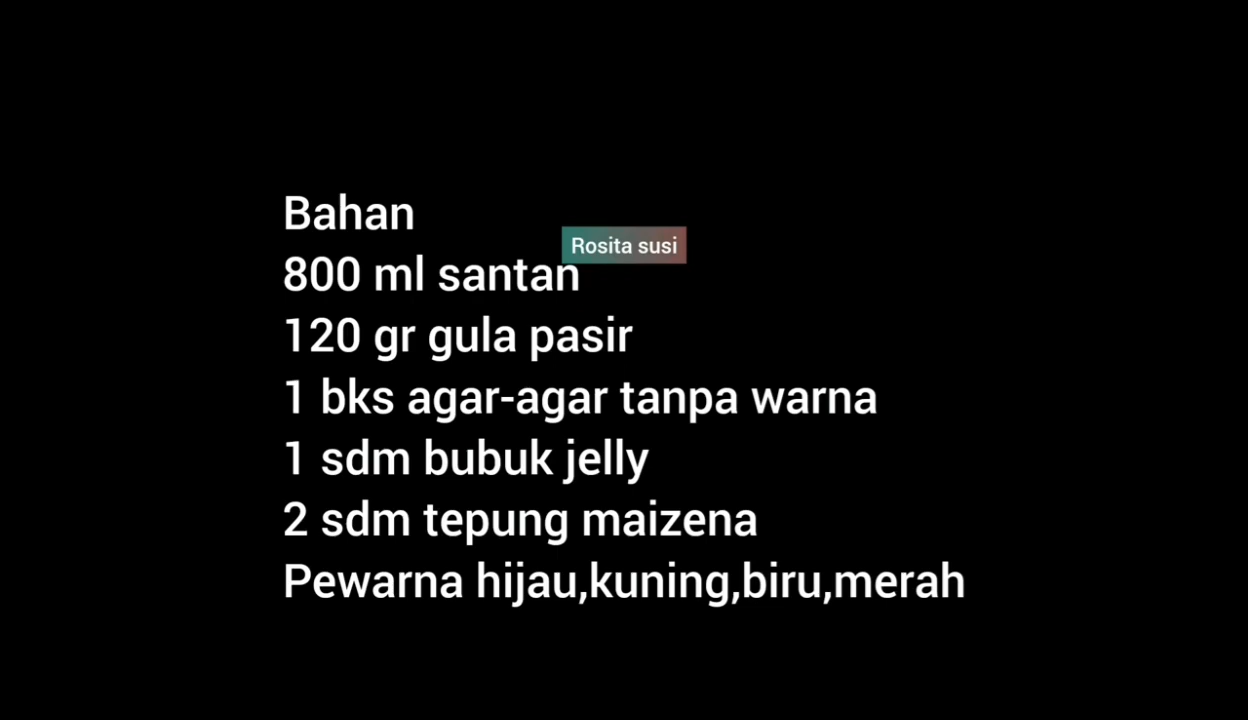 Bahan
Rosita susi
800 ml santan
120 gr gula pasir
1 bks agar-agar tanpa warna
1 sdm bubuk jelly
2 sdm tepung maizena
Pewarna hijau,kuning,biru,merah